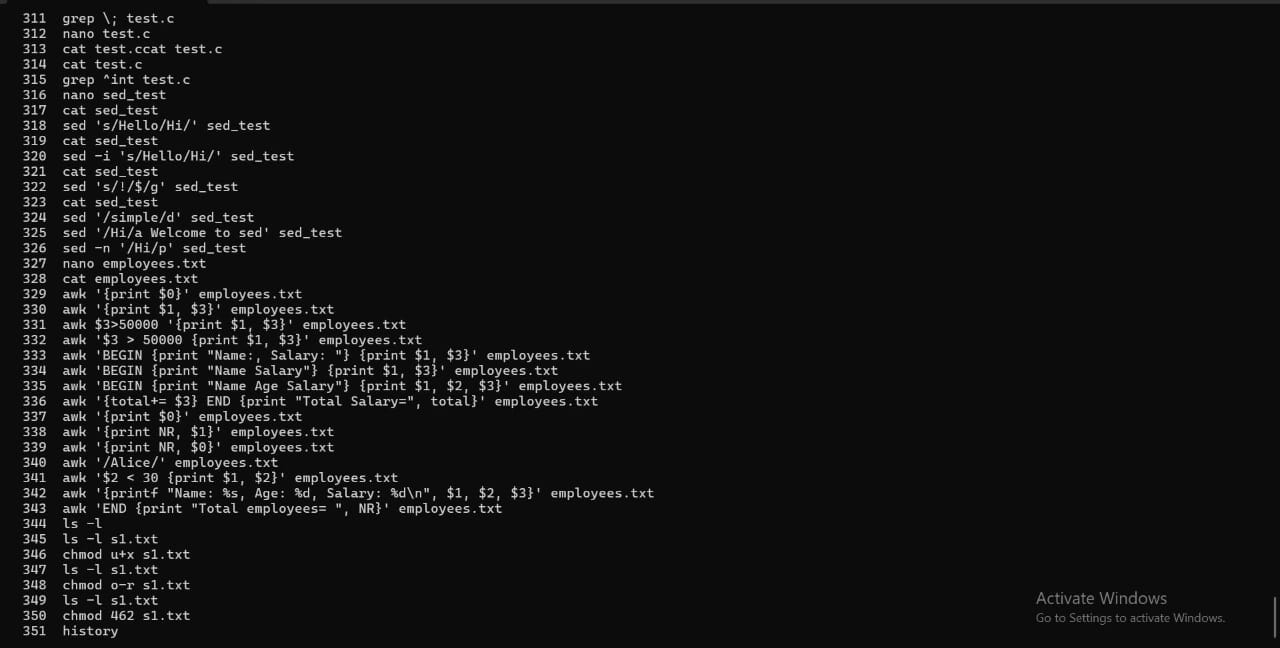 311 grep \; test.c
312 nano test.c
313 cat test.ccat test.c
314 cat test.c
315 grep ^int test.c
316 nano sed_test
317 cat sed_test
318 sed 's/Hello/Hi/' sed_test
319 cat sed_test
320 sed -i 's/Hello/Hi/' sed_test
321 cat sed_test
322 sed 's/!/$/g' sed_test
323 cat sed_test
324 sed '/simple/d' sed_test
325 sed '/Hi/a Welcome to sed' sed_test
326 sed -n '/Hi/p' sed_test
327 nano employees.txt
328 cat employees.txt
329 awk '{print $0}' employees.txt
330 awk '{print $1, $3}' employees.txt
331 awk $3>50000 '{print $1, $3}' employees.txt
332 awk '$3 > 50000 {print $1, $3}' employees.txt
333 awk 'BEGIN {print "Name:, Salary: "} {print $1, $3}' employees.txt
334 awk 'BEGIN {print "Name Salary"} {print $1, $3}' employees.txt
335 awk 'BEGIN {print "Name Age Salary"} {print $1, $2, $3}' employees.txt
336 awk '{total+= $3} END {print "Total Salary=", total}' employees.txt
337 awk '{print $0}' employees.txt
338 awk '{print NR, $1}' employees.txt
339 awk '{print NR, $0}' employees.txt
340 awk '/Alice/' employees.txt
341 awk '$2 < 30 {print $1, $2}' employees.txt
342 awk '{printf "Name: %s, Age: %d, Salary: %d\n", $1, $2, $3}' employees.txt
343 awk 'END {print "Total employees= ", NR}' employees.txt
344 ls -l
345 ls -l s1.txt
346 chmod u+x s1.txt
347 ls -l s1.txt
348 chmod o-r s1.txt
349 ls -l s1.txt
350 chmod 462 s1.txt
351 history
Activate Windows
Go to Settings to activate Windows.